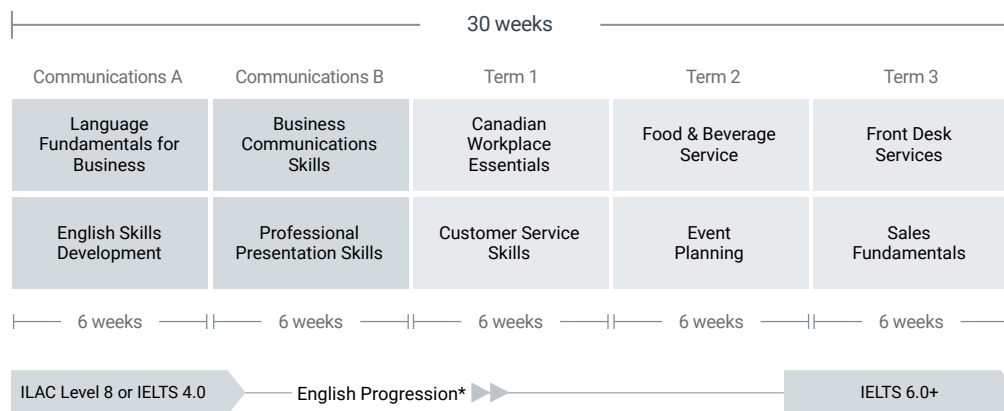 30 weeks
Communications A
Communications B
Term 1
Term 2
Term 3
Language
Fundamentals for
Business
Business
Communications
Skills
Canadian
Workplace
Essentials
Food & Beverage
Service
Front Desk
Services
English Skills
Development
Professional
Presentation Skills
Customer Service
Skills
Event
Planning
Sales
Fundamentals
6 weeks
6 weeks
6 weeks
6 weeks
6 weeks
ILAC Level 8 or IELTS 4.0
English Progression*
IELTS 6.0+